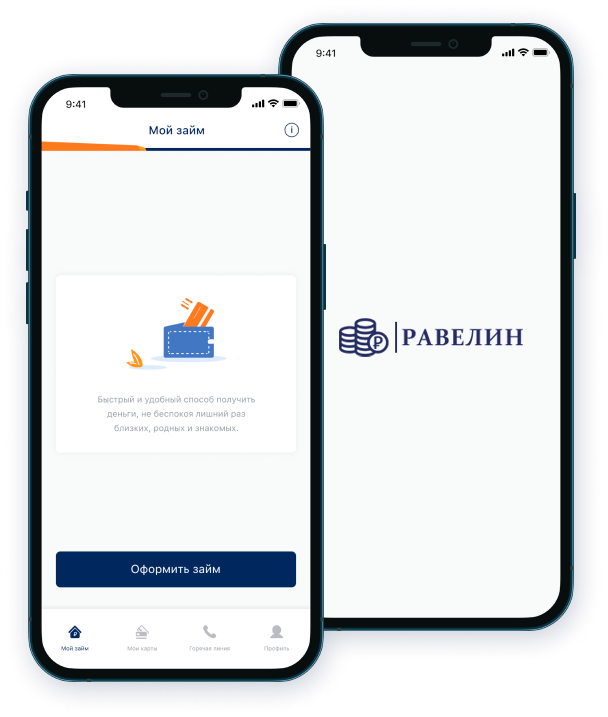 9:41
Мой займ
Быстрый и удобный способ получить
деньги, не беспокоя лишний раз
близких, родных и знакомых.
Оформить займ
Мой займ
Мои карты
Горячая линия
Профиль
9:41
РАВЕЛИН